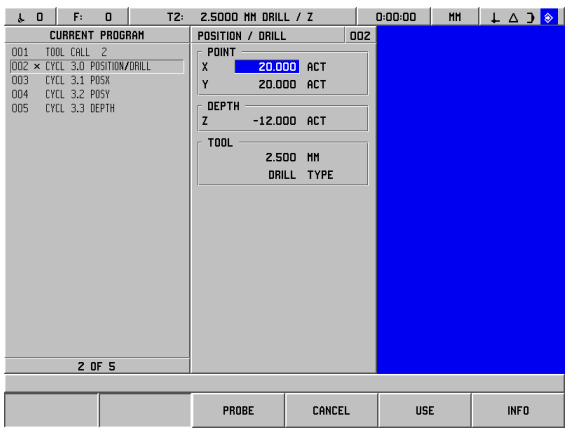 0 F: 0 T2: 2.5000 MM DRILL / Z 0:00:00 MM
CURRENT PROGRAM
001 TOOL CALL 2
002 × CYCL 3.0 POSITION/DRILL
003 CYCL 3.1 POSX
004 CYCL 3.2 POSY
005 CYCL 3.3 DEPTH
2 OF 5
POSITION / DRILL 002
POINT
X 20.000 ACT
Y 20.000 ACT
DEPTH
Z -12.000 ACT
TOOL
2.500 MM
DRILL TYPE
PROBE CANCEL USE INFO